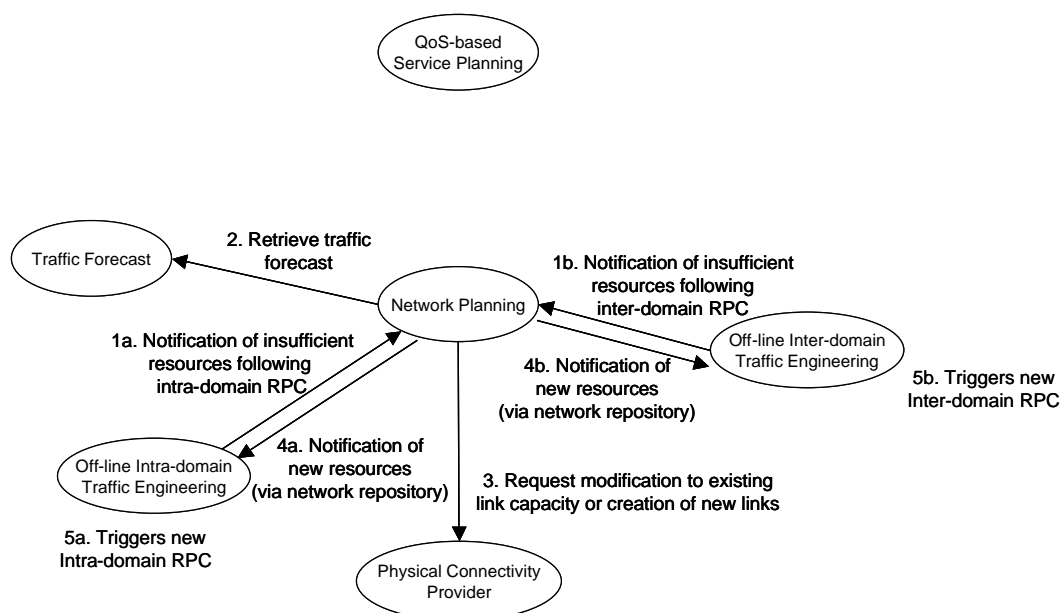 QoS-based
Service Planning
Traffic Forecast
2. Retrieve traffic
forecast
Network Planning
1b. Notification of insufficient
resources following
inter-domain RPC
Off-line Inter-domain
Traffic Engineering
1a. Notification of insufficient
resources following
intra-domain RPC
4b. Notification of
new resources
(via network repository)
5b. Triggers new
Inter-domain RPC
Off-line Intra-domain
Traffic Engineering
4a. Notification of
new resources
(via network repository)
3. Request modification to existing
link capacity or creation of new links
5a. Triggers new
Intra-domain RPC
Physical Connectivity
Provider